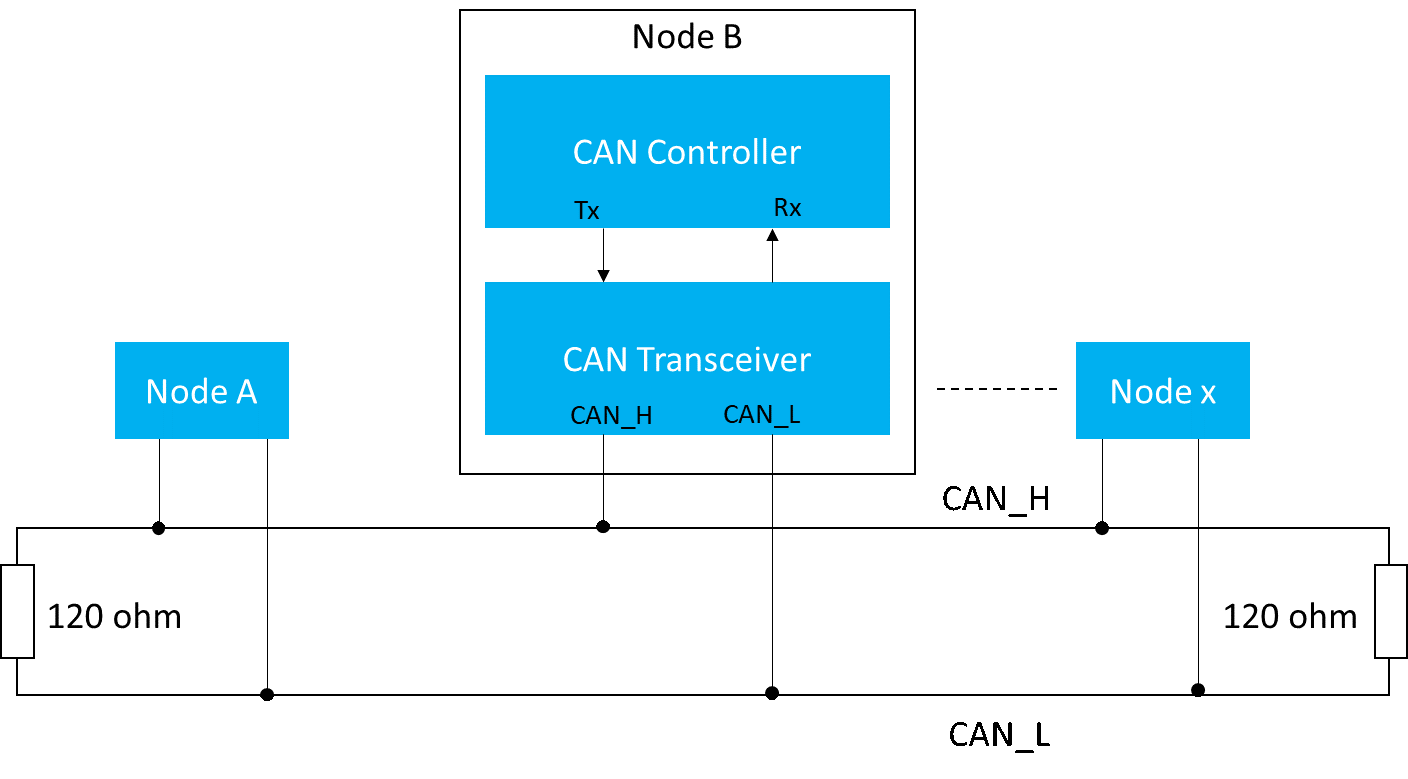 Node B
CAN Controller
Tx
Rx
CAN Transceiver
CAN_H
CAN_L
Node A
Node x
CAN_H
120 ohm
120 ohm
CAN_L